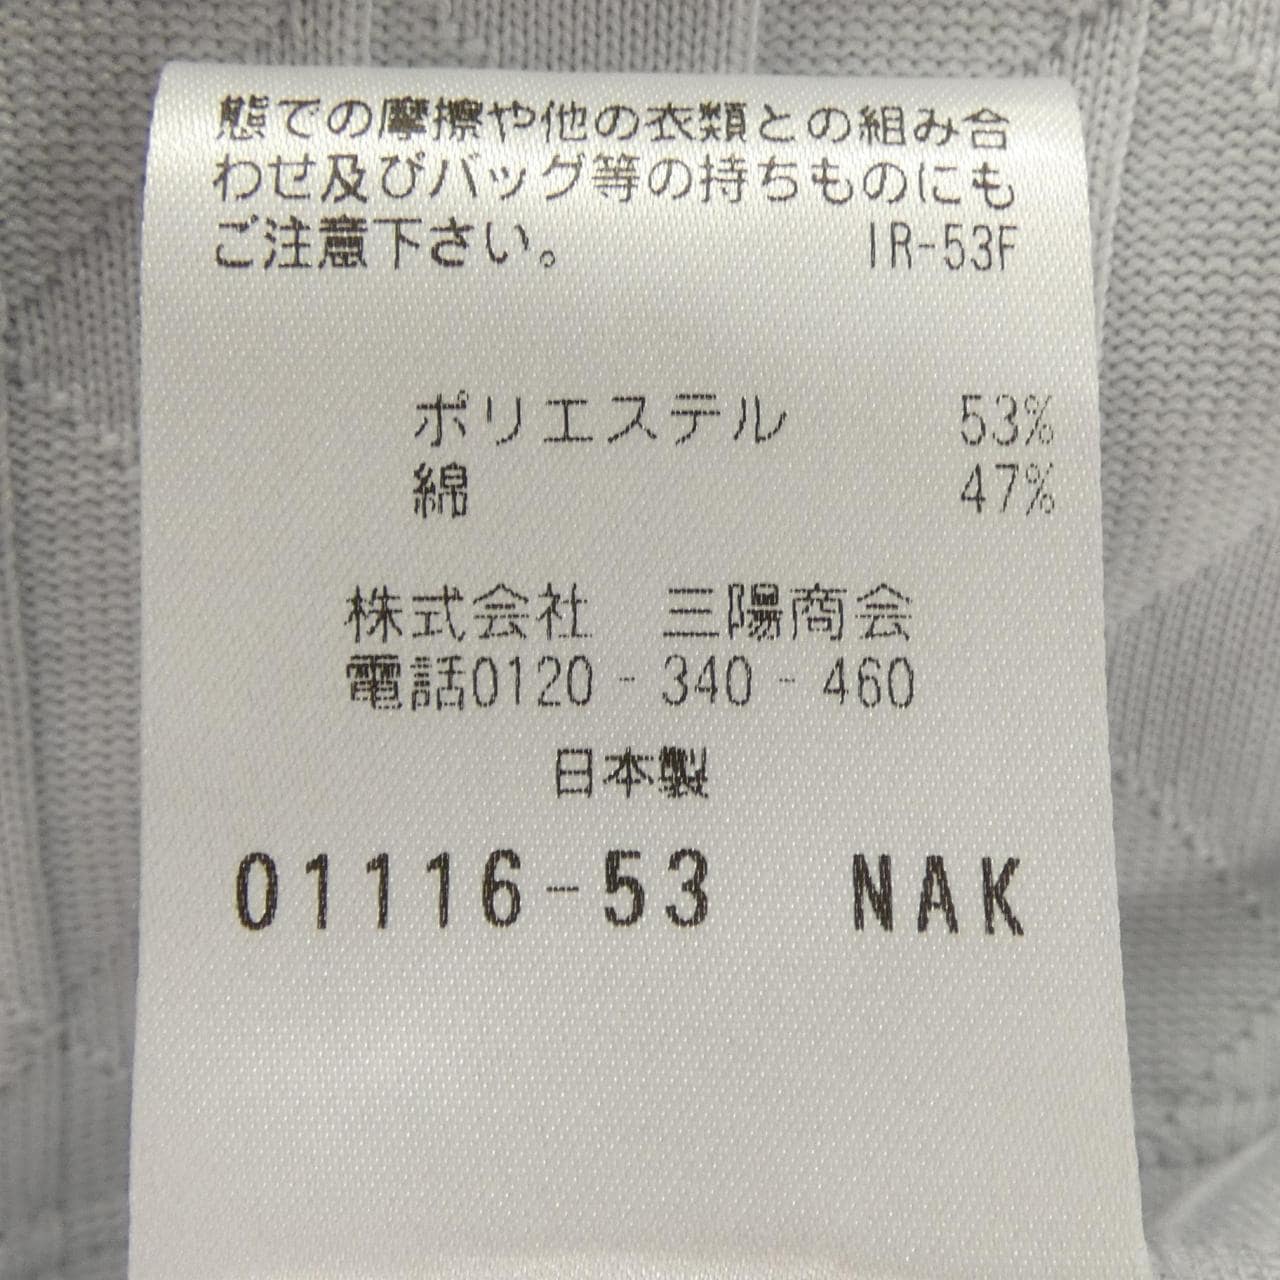 態での摩擦や他の衣類との組み合
わせ及びバッグ等の持ちものにも
ご注意下さい。 IR-53F
ポリエステル 53%
綿 47%
株式会社 三陽商会
電話0120-340-460
日本製
01116-53 NAK